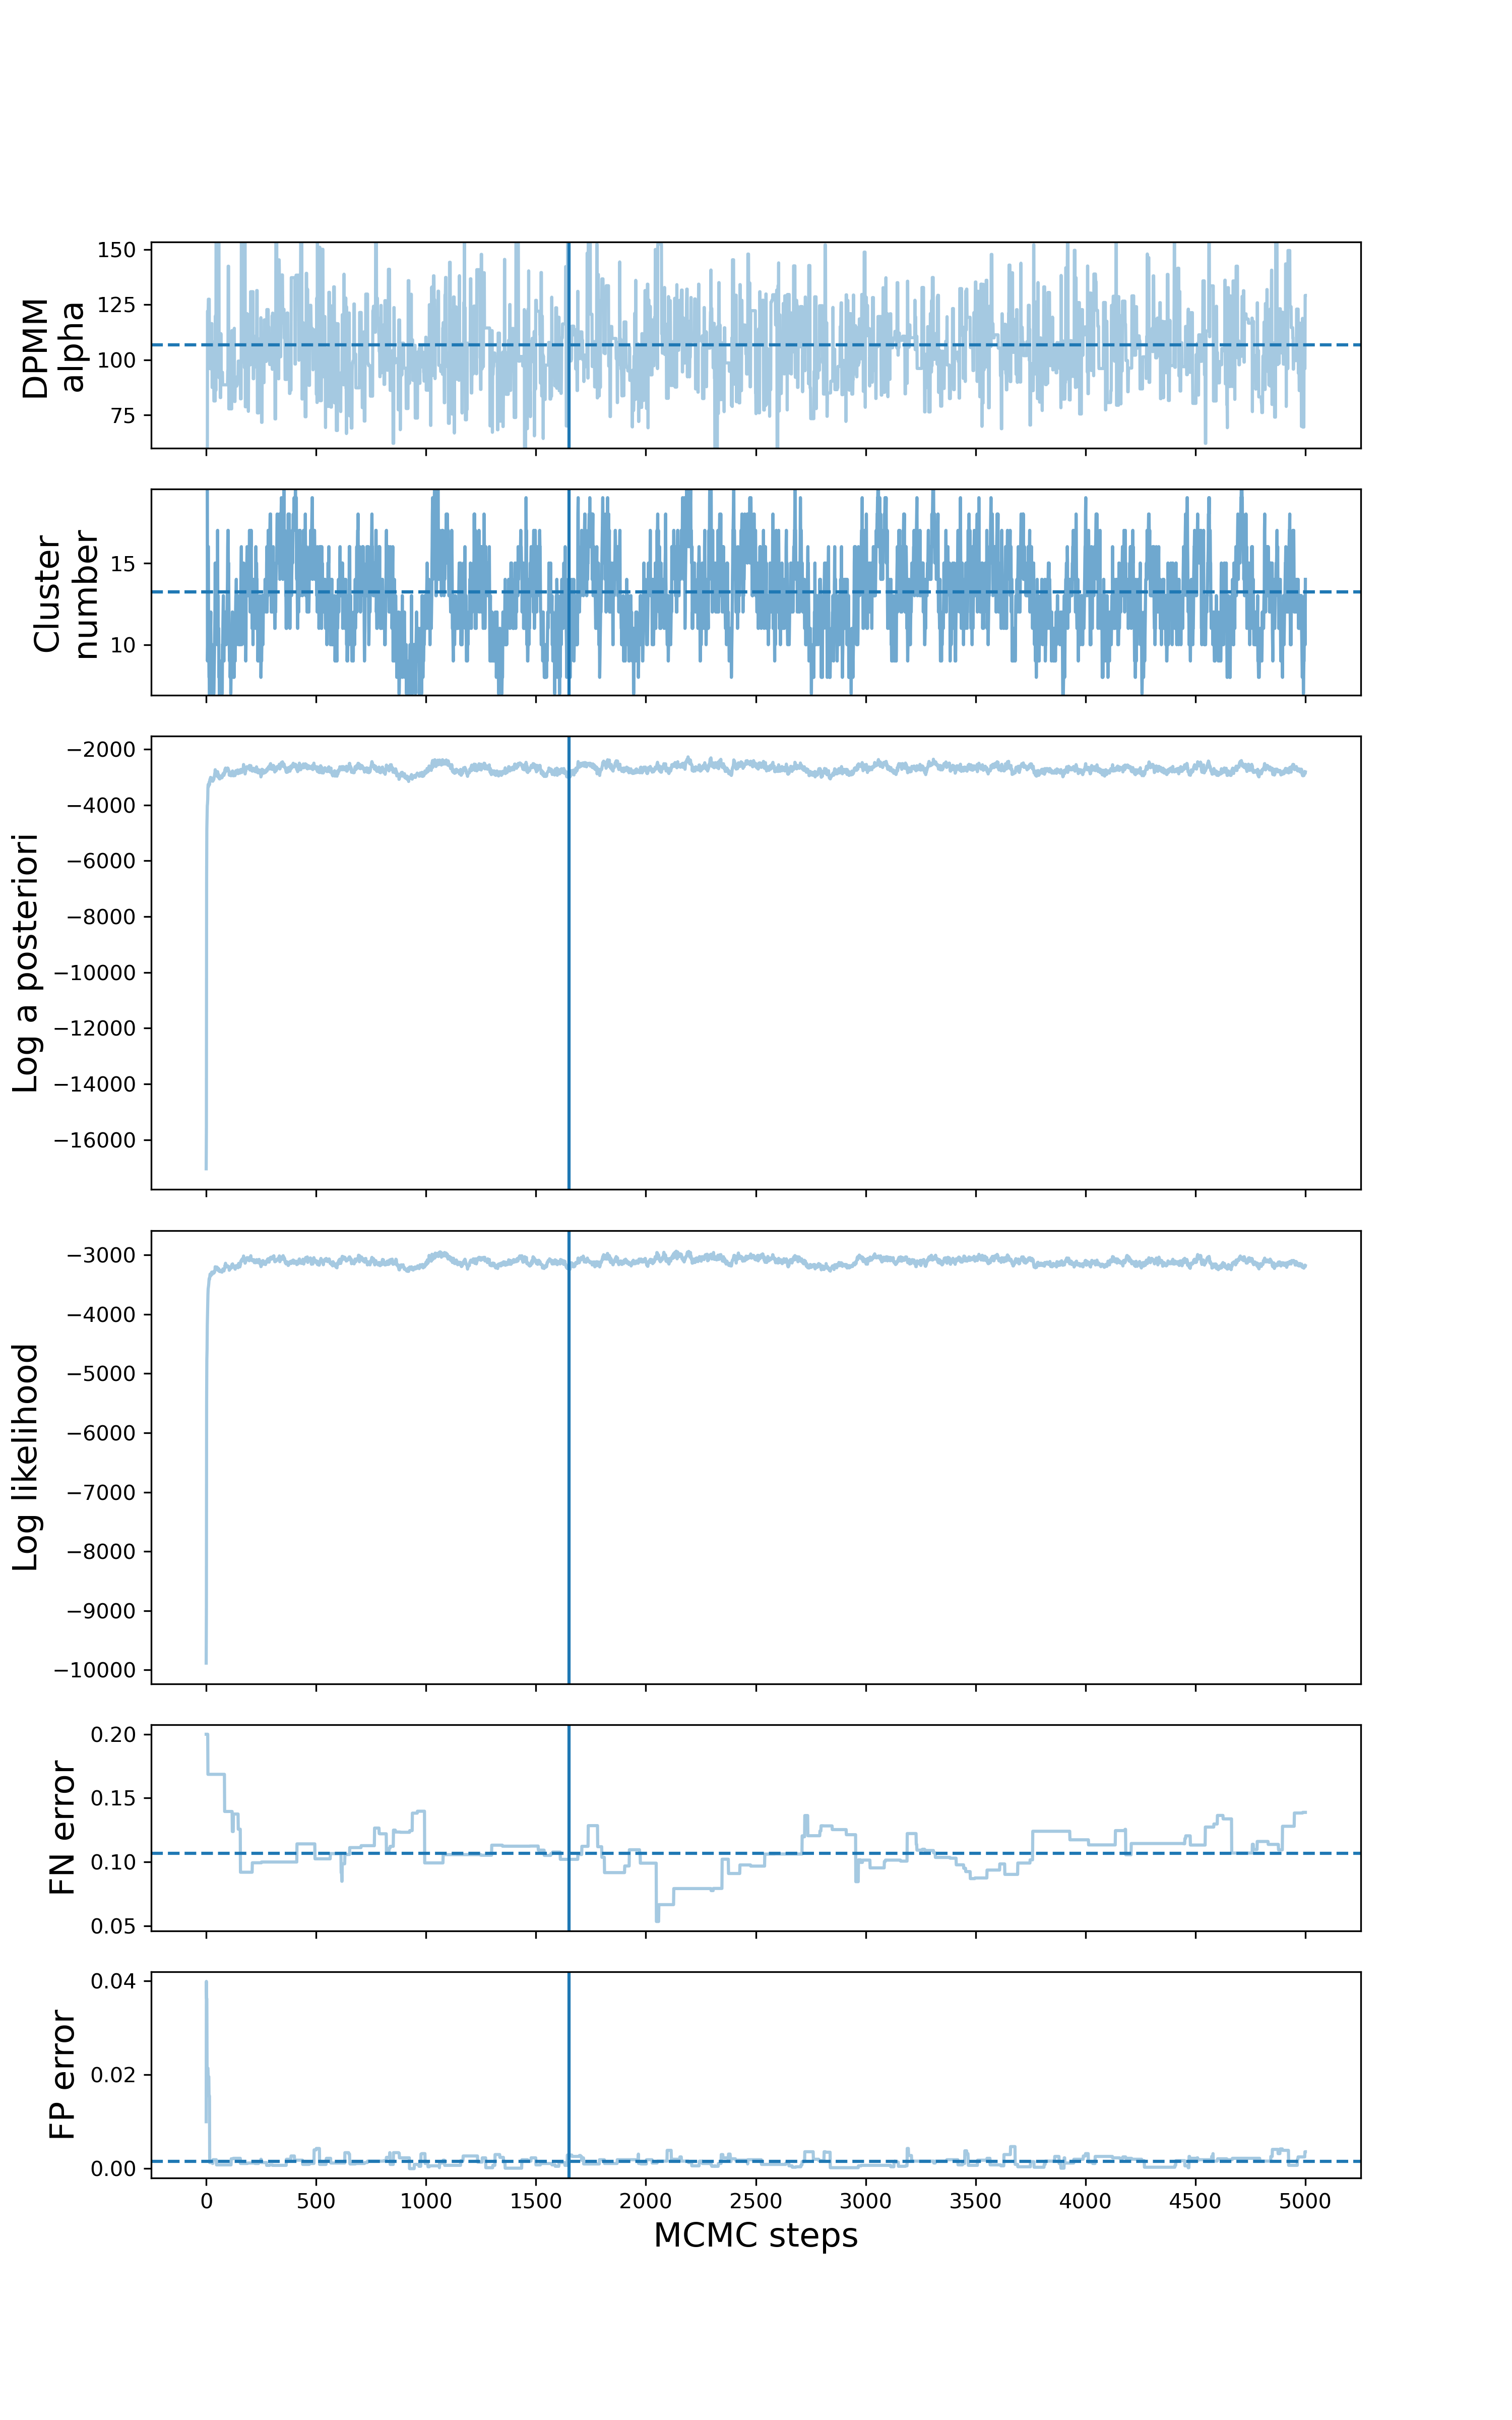 DPMM
alpha
150
125
100
75
Cluster
number
15
10
Log a posteriori
−2000
−4000
−6000
−8000
−10000
−12000
−14000
−16000
Log likelihood
−3000
−4000
−5000
−6000
−7000
−8000
−9000
−10000
FN error
0.20
0.15
0.10
0.05
FP error
0.04
0.02
0.00
0 500 1000 1500 2000 2500 3000 3500 4000 4500 5000
MCMC steps